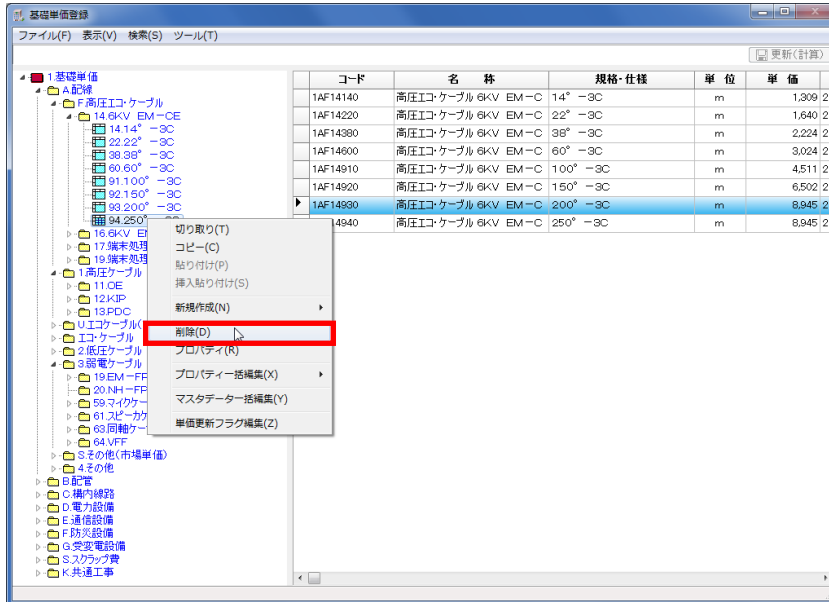 基礎単価登録
ファイル(F) 表示(V) 検索(S) ツール(T)
更新(計算)
1.基礎単価
A.配線
F.高圧エコ・ケーブル
14.6KV EM－CE
14.14° －3C
22.22° －3C
38.38° －3C
60.60° －3C
91.100° －3C
92.150° －3C
93.200° －3C
94.250°
16.6KV
17.端末処理
19.端末処理
1.高圧ケーブル
11.OE
12.KIP
13.PDC
U.エコケーブル(
エコ・ケーブル
2.低圧ケーブル
3.弱電ケーブル
19.EM－FP
20.NH－FP
59.マイクケー
61.スピーカケ
63.同軸ケー
64.VFF
S.その他(市場単価)
4.その他
B.配管
C.構内線路
D.電力設備
E.通信設備
F.防災設備
G.受変電設備
S.スクラップ費
K.共通工事
コード 名 称 規格・仕様 単 位 単 価
1AF14140 高圧エコ・ケーブル 6KV EM－C 14° －3C m 1,309 2
1AF14220 高圧エコ・ケーブル 6KV EM－C 22° －3C m 1,640 2
1AF14380 高圧エコ・ケーブル 6KV EM－C 38° －3C m 2,224 2
1AF14600 高圧エコ・ケーブル 6KV EM－C 60° －3C m 3,024 2
1AF14910 高圧エコ・ケーブル 6KV EM－C 100° －3C m 4,511 2
1AF14920 高圧エコ・ケーブル 6KV EM－C 150° －3C m 6,502 2
1AF14930 高圧エコ・ケーブル 6KV EM－C 200° －3C m 8,945 2
14940 高圧エコ・ケーブル 6KV EM－C 250° －3C m 8,945 2
切り取り(T)
コピー(C)
貼り付け(P)
挿入貼り付け(S)
新規作成(N)
削除(D)
プロパティ(R)
プロパティ一括編集(X)
マスタデータ一括編集(Y)
単価更新フラグ編集(Z)